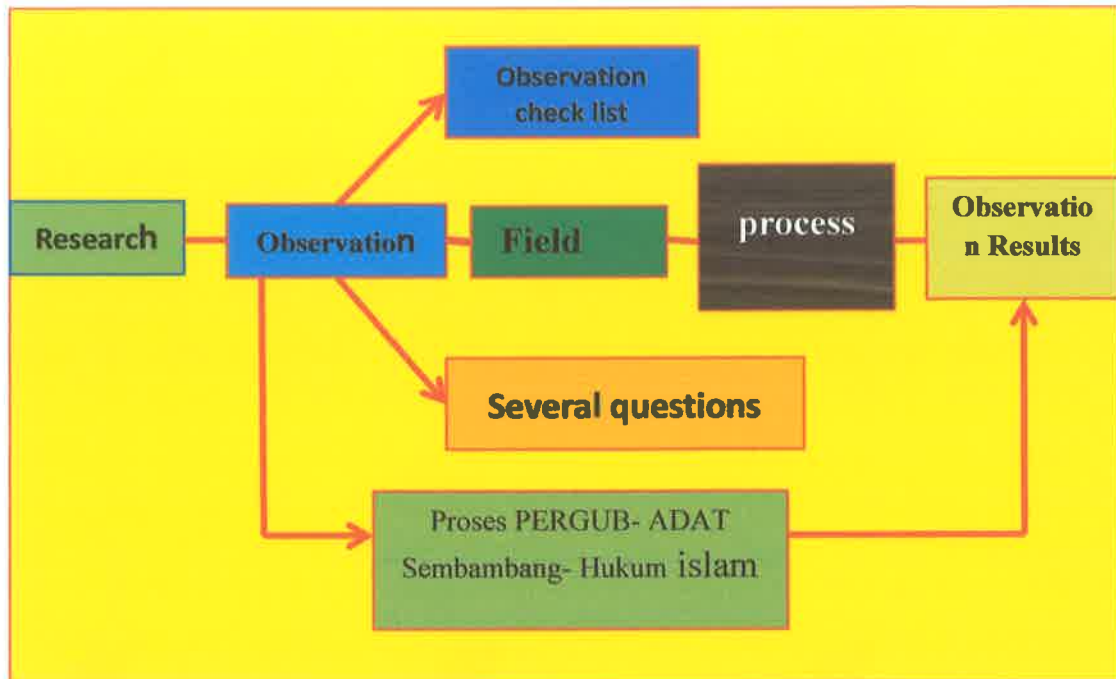 Observation
check list
Research
Observation
Field
process
Observatio
n Results
Several questions
Proses PERGUB- ADAT
Sembambang- Hukum islam